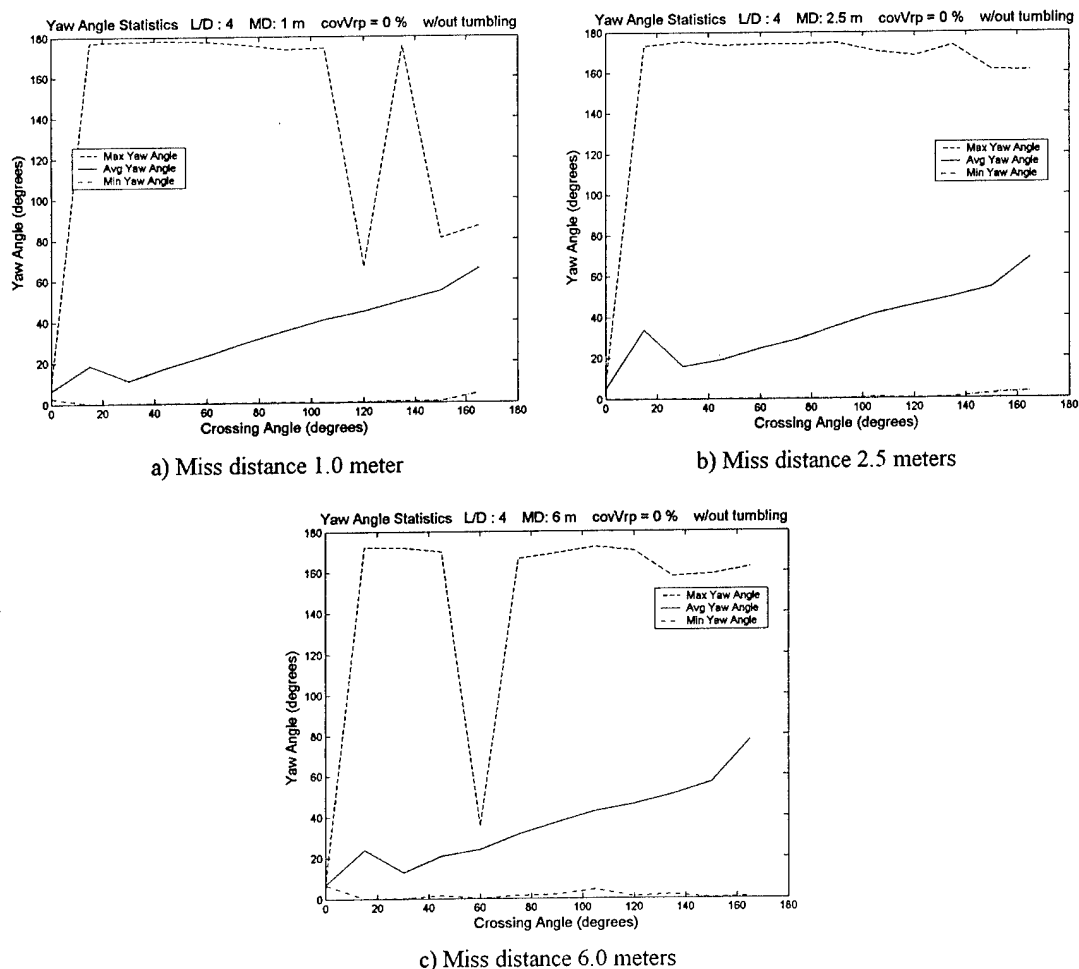 Yaw Angle Statistics L/D : 4 MD: 1 m covVrp = 0 % w/out tumbling
180
160
140
120
100
80
60
40
20
0
Yaw Angle (degrees)
Max Yaw Angle
Avg Yaw Angle
Min Yaw Angle
0 20 40 60 80 100 120 140 160 180
Crossing Angle (degrees)
a) Miss distance 1.0 meter
Yaw Angle Statistics L/D : 4 MD: 2.5 m covVrp = 0 % w/out tumbling
180
160
140
120
100
80
60
40
20
0
Yaw Angle (degrees)
Max Yaw Angle
Avg Yaw Angle
Min Yaw Angle
0 20 40 60 80 100 120 140 160 180
Crossing Angle (degrees)
b) Miss distance 2.5 meters
Yaw Angle Statistics L/D : 4 MD: 6 m covVrp = 0 % w/out tumbling
180
160
140
120
100
80
60
40
20
0
Yaw Angle (degrees)
Max Yaw Angle
Avg Yaw Angle
Min Yaw Angle
0 20 40 60 80 100 120 140 160 180
Crossing Angle (degrees)
c) Miss distance 6.0 meters